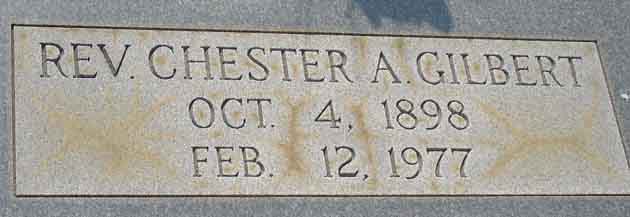 REV. CHESTER A. GILBERT
OCT. 4, 1898
FEB. 12, 1977